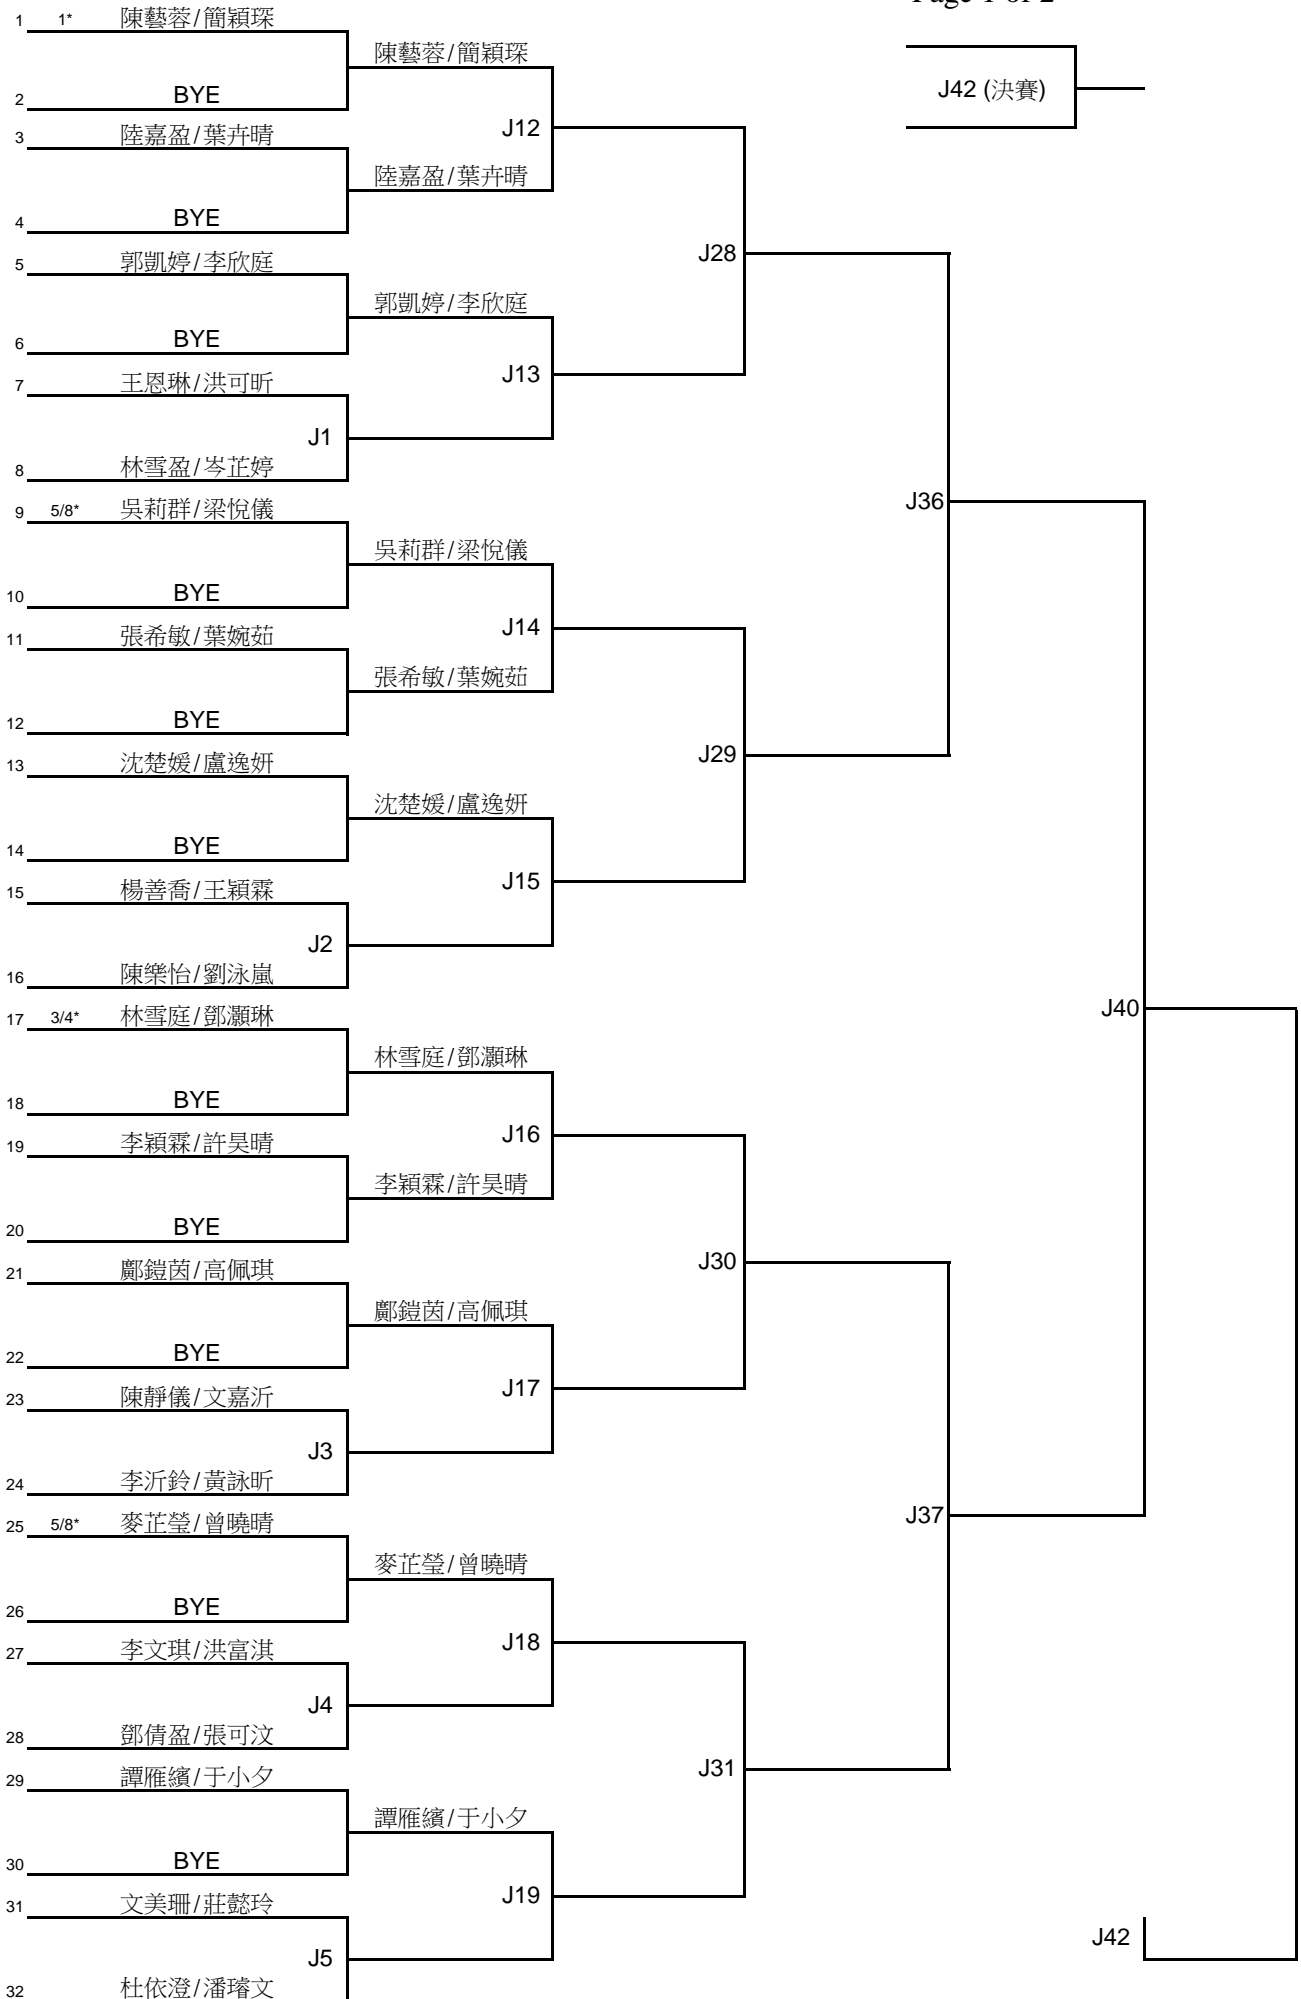 Page 1 of 2
1 1* 陳藝蓉/簡穎琛
陳藝蓉/簡穎琛
J42 (決賽)
2 BYE
J12
3 陸嘉盈/葉卉晴
陸嘉盈/葉卉晴
4 BYE
J28
5 郭凱婷/李欣庭
郭凱婷/李欣庭
6 BYE
J13
7 王恩琳/洪可昕
J1
8 林雪盈/岑芷婷
J36
9 5/8* 吳莉群/梁悅儀
吳莉群/梁悅儀
10 BYE
J14
11 張希敏/葉婉茹
張希敏/葉婉茹
12 BYE
J29
13 沈楚媛/盧逸妍
沈楚媛/盧逸妍
14 BYE
J15
15 楊善喬/王穎霖
J2
16 陳樂怡/劉泳嵐
J40
17 3/4* 林雪庭/鄧灝琳
林雪庭/鄧灝琳
18 BYE
J16
19 李穎霖/許昊晴
李穎霖/許昊晴
20 BYE
J30
21 鄺鎧茵/高佩琪
鄺鎧茵/高佩琪
22 BYE
J17
23 陳靜儀/文嘉沂
J3
24 李沂鈴/黃詠昕
J37
25 5/8* 麥芷瑩/曾曉晴
麥芷瑩/曾曉晴
26 BYE
J18
27 李文琪/洪富淇
J4
28 鄧倩盈/張可汶
J31
29 譚雁繽/于小夕
譚雁繽/于小夕
30 BYE
J19
31 文美珊/莊懿玲
J42
J5
32 杜依澄/潘璿文